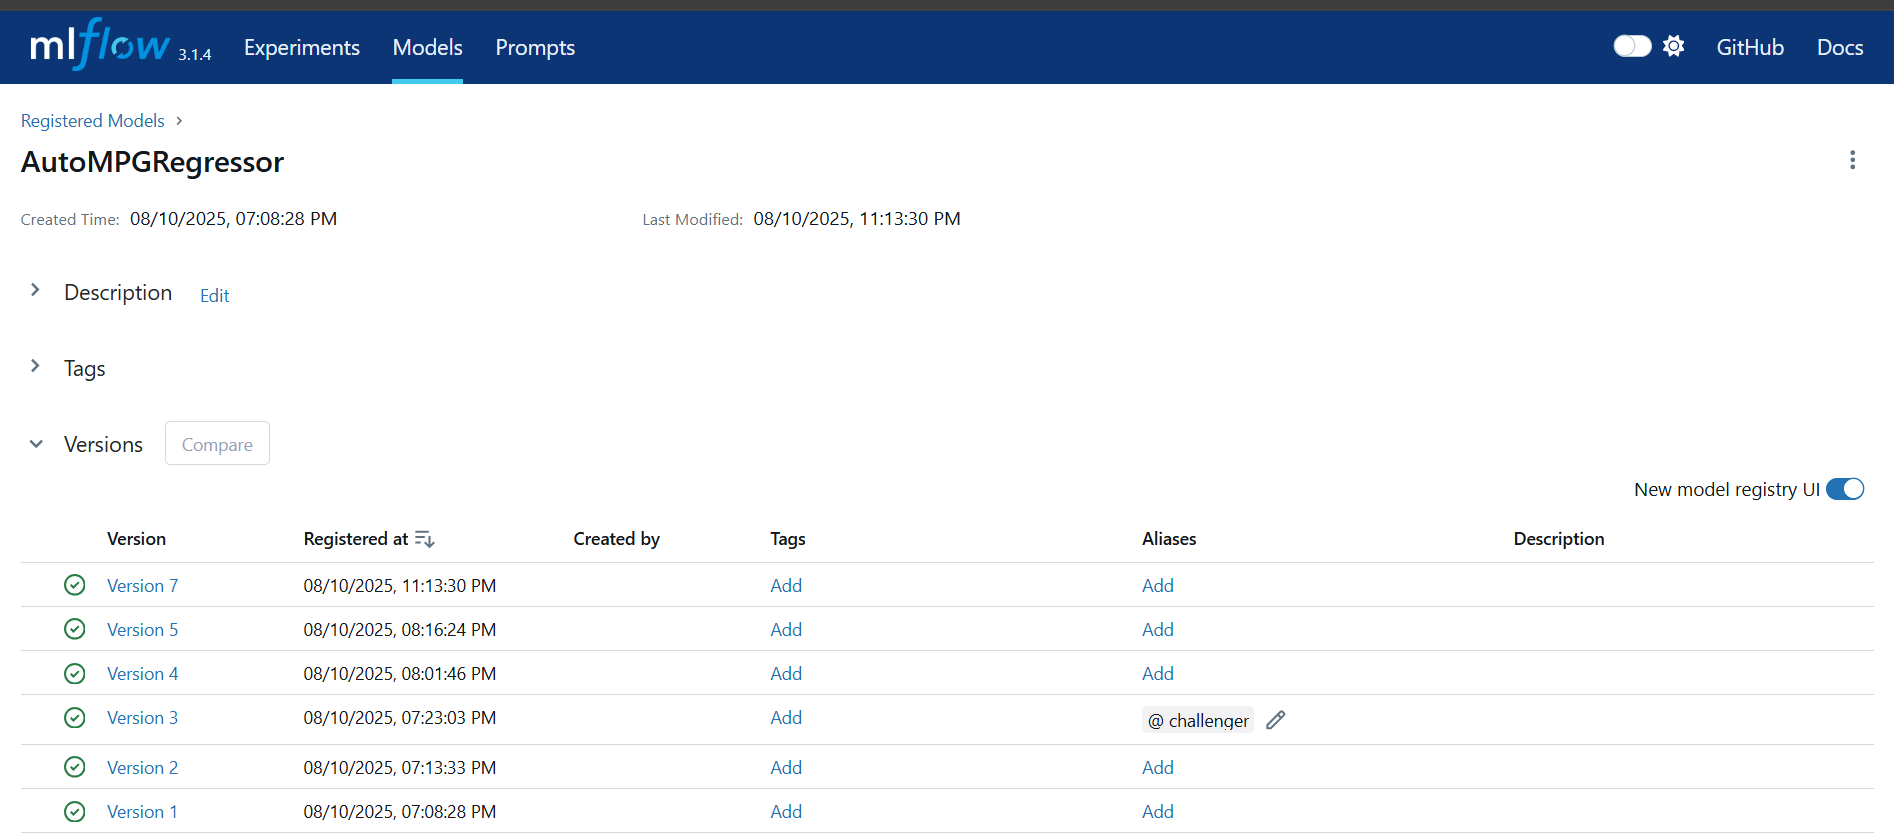 mlflow 3.1.4 Experiments Models Prompts GitHub Docs
Registered Models
AutoMPGRegressor
Created Time: 08/10/2025, 07:08:28 PM Last Modified: 08/10/2025, 11:13:30 PM
Description Edit
Tags
Versions Compare
New model registry UI
Version Registered at Created by Tags Aliases Description
Version 7 08/10/2025, 11:13:30 PM Add Add
Version 5 08/10/2025, 08:16:24 PM Add Add
Version 4 08/10/2025, 08:01:46 PM Add Add
Version 3 08/10/2025, 07:23:03 PM Add @ challenger
Version 2 08/10/2025, 07:13:33 PM Add Add
Version 1 08/10/2025, 07:08:28 PM Add Add